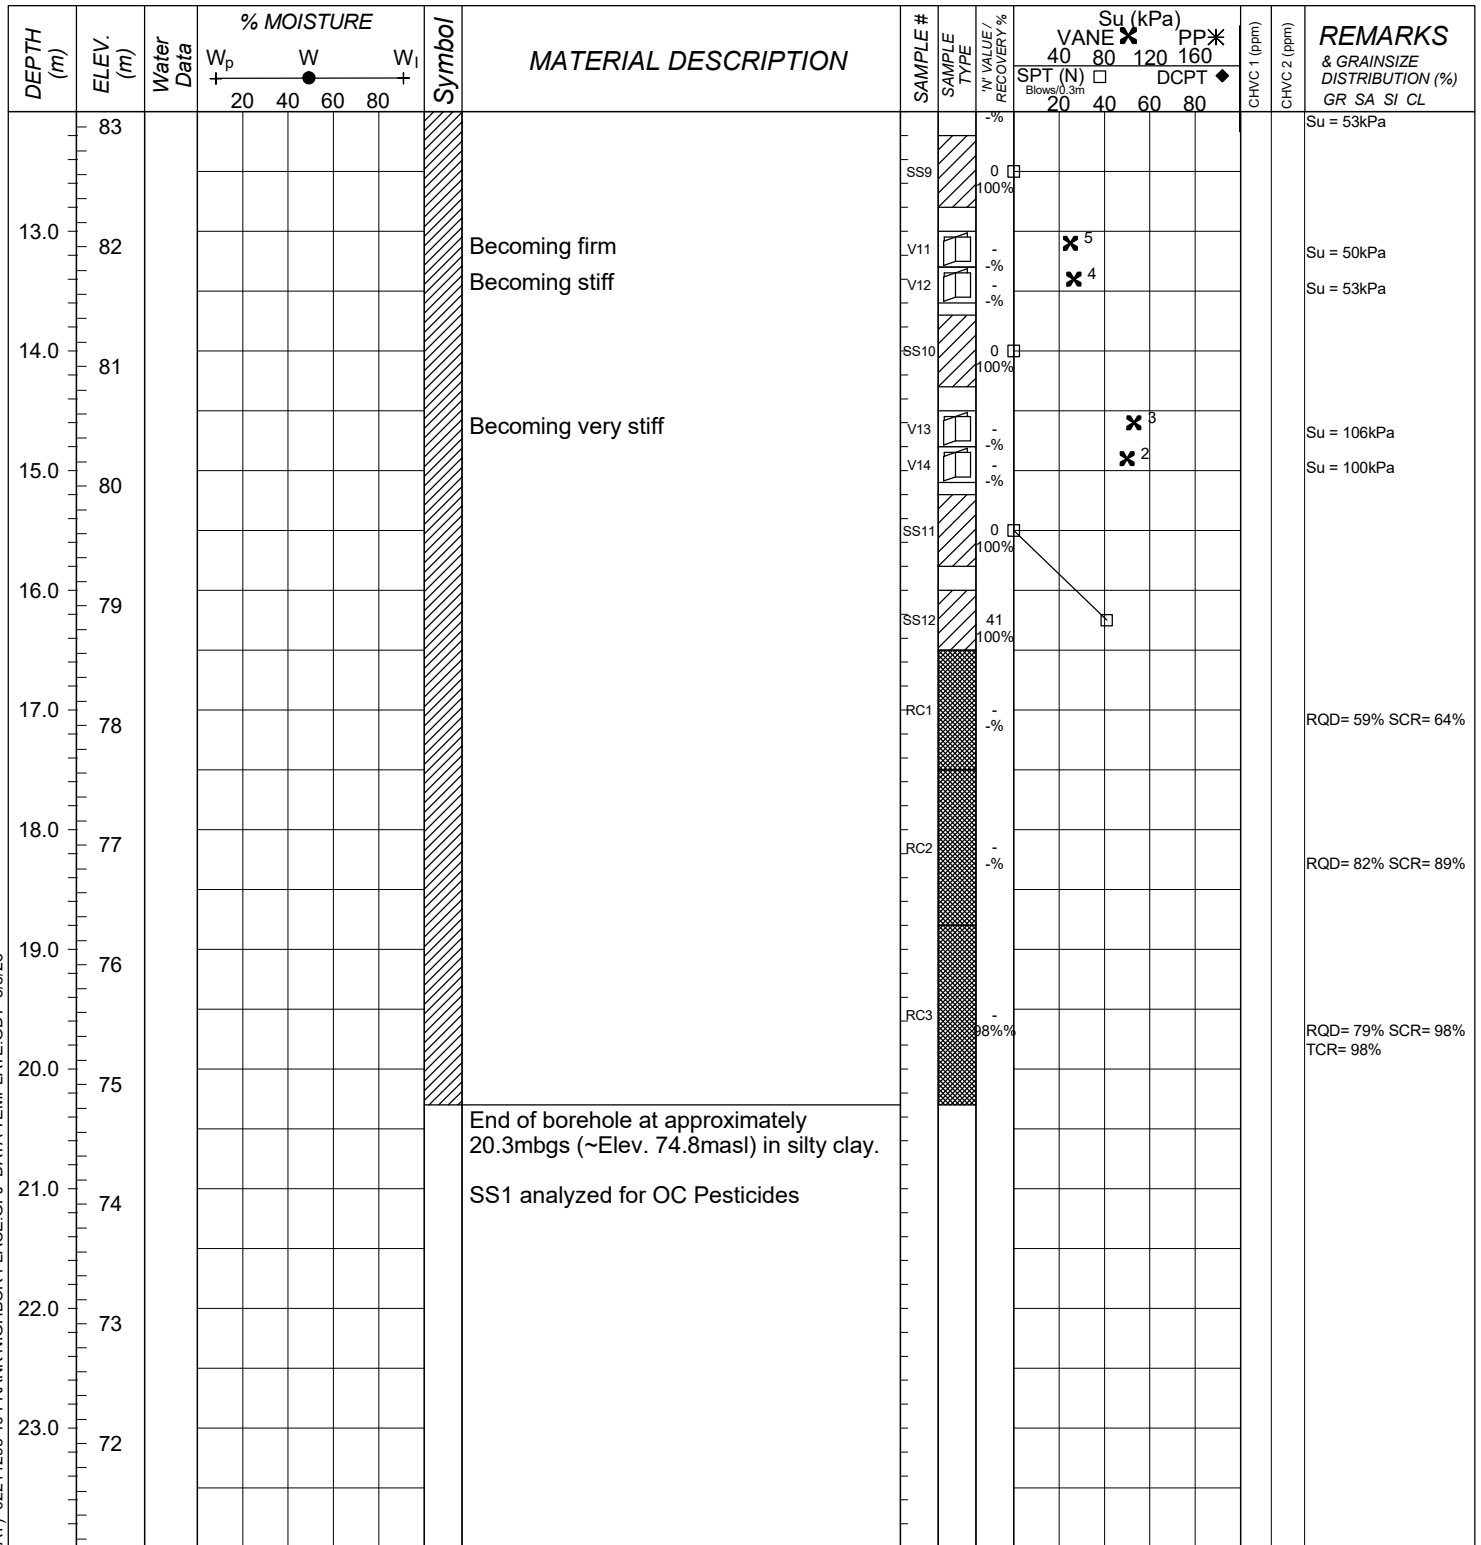 DEPTH (m)
ELEV. (m)
Water Data
% MOISTURE
Wp W Wl
20 40 60 80
Symbol
MATERIAL DESCRIPTION
SAMPLE #
SAMPLE TYPE
'N' VALUE / RECOVERY %
Su (kPa)
VANE PP
40 80 120 160
SPT (N) DCPT
Blows/0.3m
20 40 60 80
CHVC 1 (ppm)
CHVC 2 (ppm)
REMARKS
& GRAINSIZE
DISTRIBUTION (%)
GR SA SI CL
83
-%
Su = 53kPa
SS9
0
100%
13.0
82
Becoming firm
V11
-
-%
5
Su = 50kPa
Becoming stiff
V12
-
-%
4
Su = 53kPa
14.0
81
SS10
0
100%
Becoming very stiff
V13
-
-%
3
Su = 106kPa
15.0
80
V14
-
-%
2
Su = 100kPa
SS11
0
100%
16.0
79
SS12
41
100%
17.0
78
RC1
-
-%
RQD= 59% SCR= 64%
18.0
77
RC2
-
-%
RQD= 82% SCR= 89%
19.0
76
RC3
-
98%%
RQD= 79% SCR= 98%
TCR= 98%
20.0
75
End of borehole at approximately
20.3mbgs (~Elev. 74.8masl) in silty clay.
21.0
74
SS1 analyzed for OC Pesticides
22.0
73
23.0
72